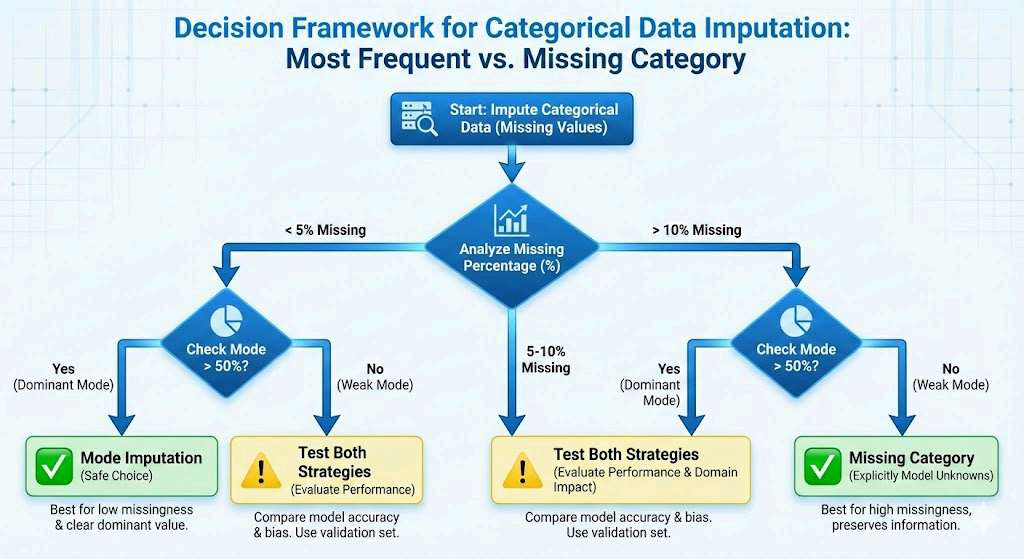 Decision Framework for Categorical Data Imputation:
Most Frequent vs. Missing Category
Start: Impute Categorical
Data (Missing Values)
Analyze Missing
Percentage (%)
< 5% Missing
> 10% Missing
5-10%
Missing
Check Mode
> 50%?
Yes
(Dominant Mode)
No
(Weak Mode)
Check Mode
> 50%?
Yes
(Dominant
Mode)
No
(Weak Mode)
Mode Imputation
(Safe Choice)
Best for low missingness
& clear dominant value.
Test Both
Strategies
(Evaluate Performance)
Compare model accuracy
& bias. Use validation set.
Test Both Strategies
(Evaluate Performance & Domain
Impact)
Compare model accuracy & bias.
Use validation set.
Missing Category
(Explicitly Model Unknowns)
Best for high missingness,
preserves information.